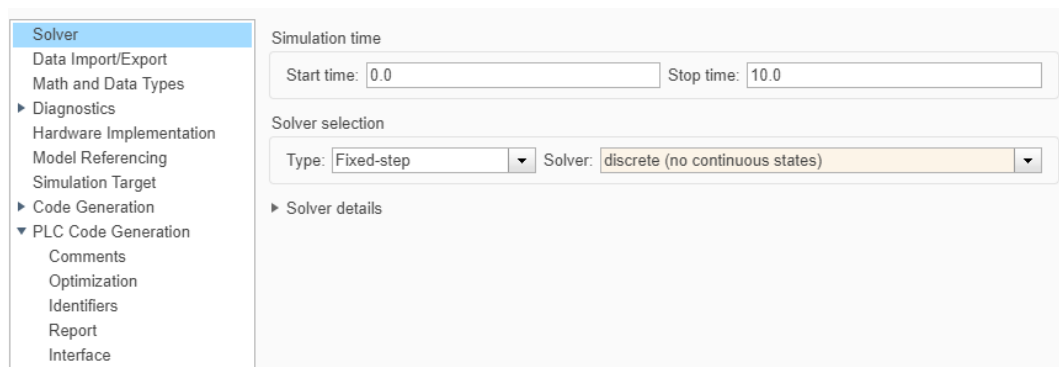 Solver
Data Import/Export
Math and Data Types
Diagnostics
Hardware Implementation
Model Referencing
Simulation Target
Code Generation
PLC Code Generation
Comments
Optimization
Identifiers
Report
Interface
Simulation time
Start time: 0.0 Stop time: 10.0
Solver selection
Type: Fixed-step Solver: discrete (no continuous states)
Solver details